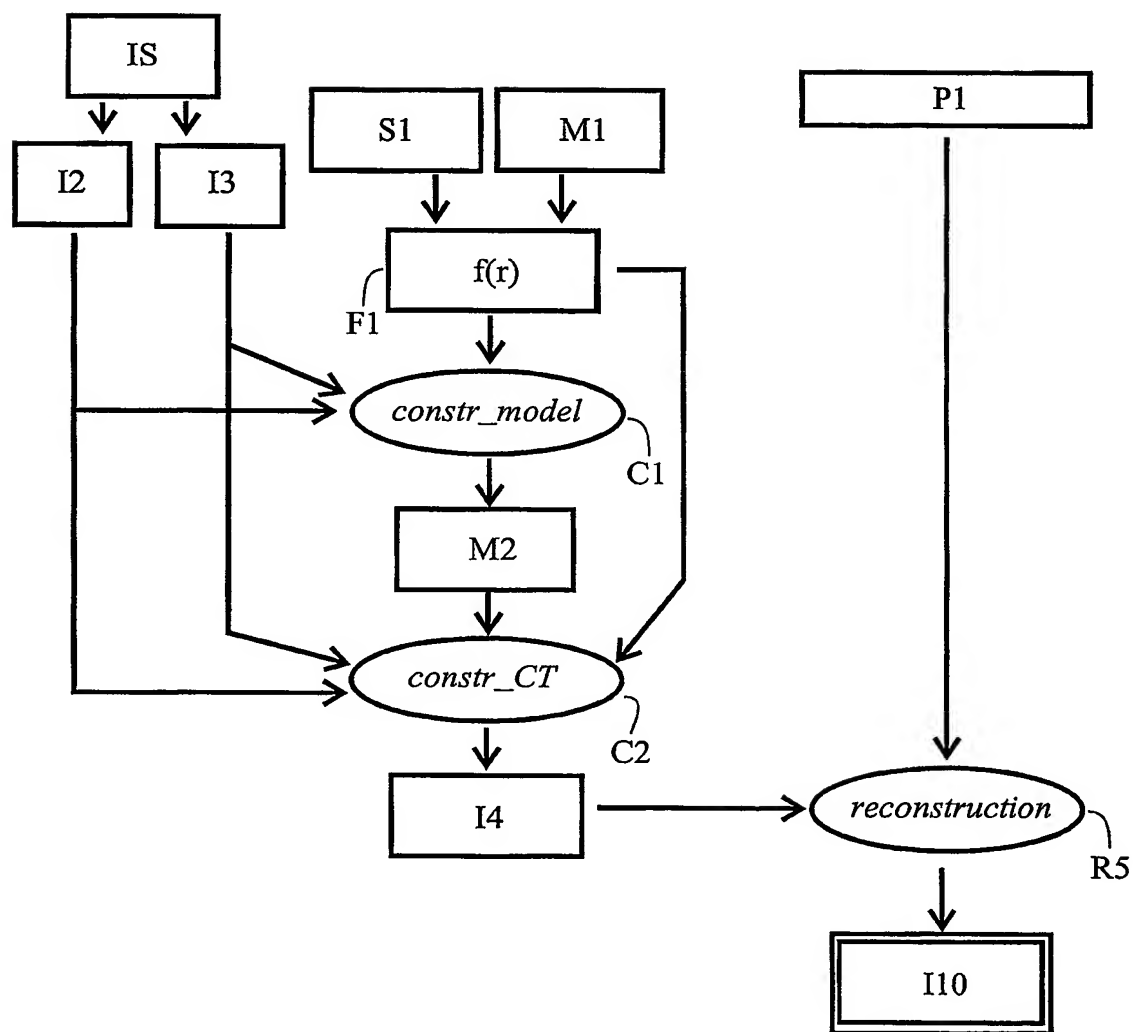 IS
P1
S1
M1
I2
I3
f(r)
F1
constr_model
C1
M2
constr_CT
C2
I4
reconstruction
R5
I10